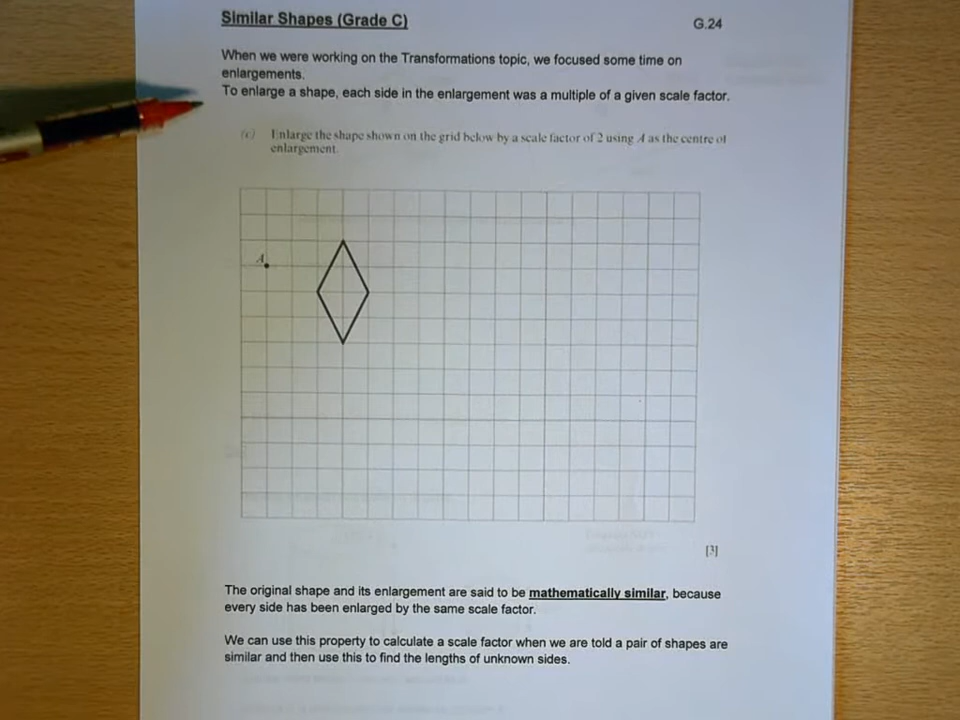 Similar Shapes (Grade C)
G.24
When we were working on the Transformations topic, we focused some time on
enlargements.
To enlarge a shape, each side in the enlargement was a multiple of a given scale factor.
(c) Enlarge the shape shown on the grid below by a scale factor of 2 using A as the centre of
enlargement.
A
[3]
The original shape and its enlargement are said to be mathematically similar, because
every side has been enlarged by the same scale factor.
We can use this property to calculate a scale factor when we are told a pair of shapes are
similar and then use this to find the lengths of unknown sides.